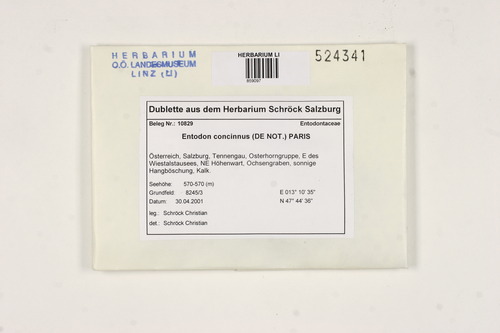 HERBARIUM
O.Ö. LANDESMUSEUM
LINZ (LI)
HERBARIUM LI
859097
524341
Dublette aus dem Herbarium Schröck Salzburg
Beleg Nr.: 10829 Entodontaceae
Entodon concinnus (DE NOT.) PARIS
Österreich, Salzburg, Tennengau, Osterhorngruppe, E des
Wiestalstausees, NE Höhenwart, Ochsengraben, sonnige
Hangböschung, Kalk.
Seehöhe: 570-570 (m)
Grundfeld: 8245/3 E 013° 10' 35"
Datum: 30.04.2001 N 47° 44' 36"
leg.: Schröck Christian
det.: Schröck Christian